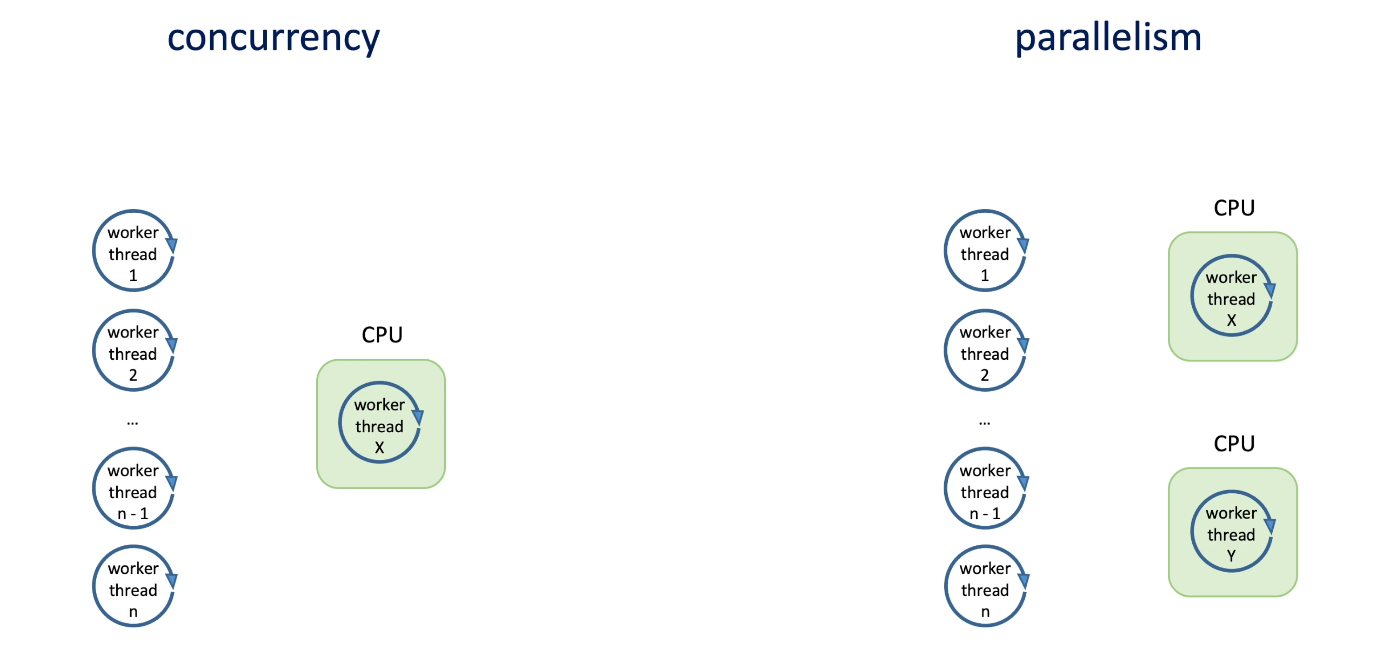 concurrency
worker
thread
1
worker
thread
2
...
worker
thread
n - 1
worker
thread
n
CPU
worker
thread
X
parallelism
worker
thread
1
worker
thread
2
...
worker
thread
n - 1
worker
thread
n
CPU
worker
thread
X
CPU
worker
thread
Y